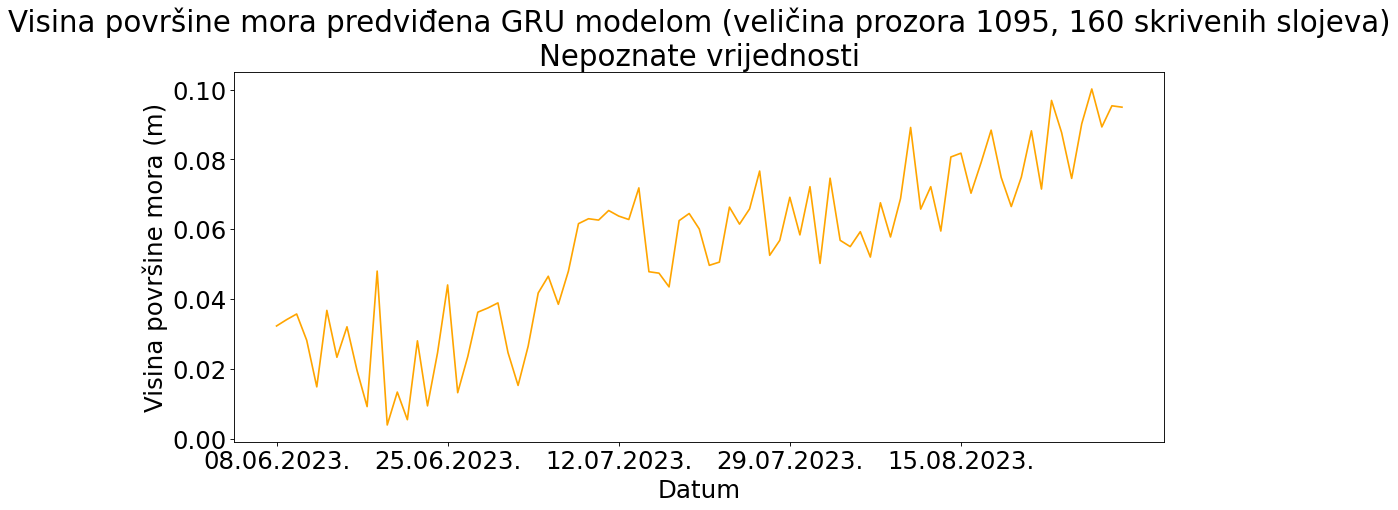 Visina površine mora predviđena GRU modelom (veličina prozora 1095, 160 skrivenih slojeva)
Nepoznate vrijednosti
Visina površine mora (m)
0.10
0.08
0.06
0.04
0.02
0.00
08.06.2023. 25.06.2023. 12.07.2023. 29.07.2023. 15.08.2023.
Datum